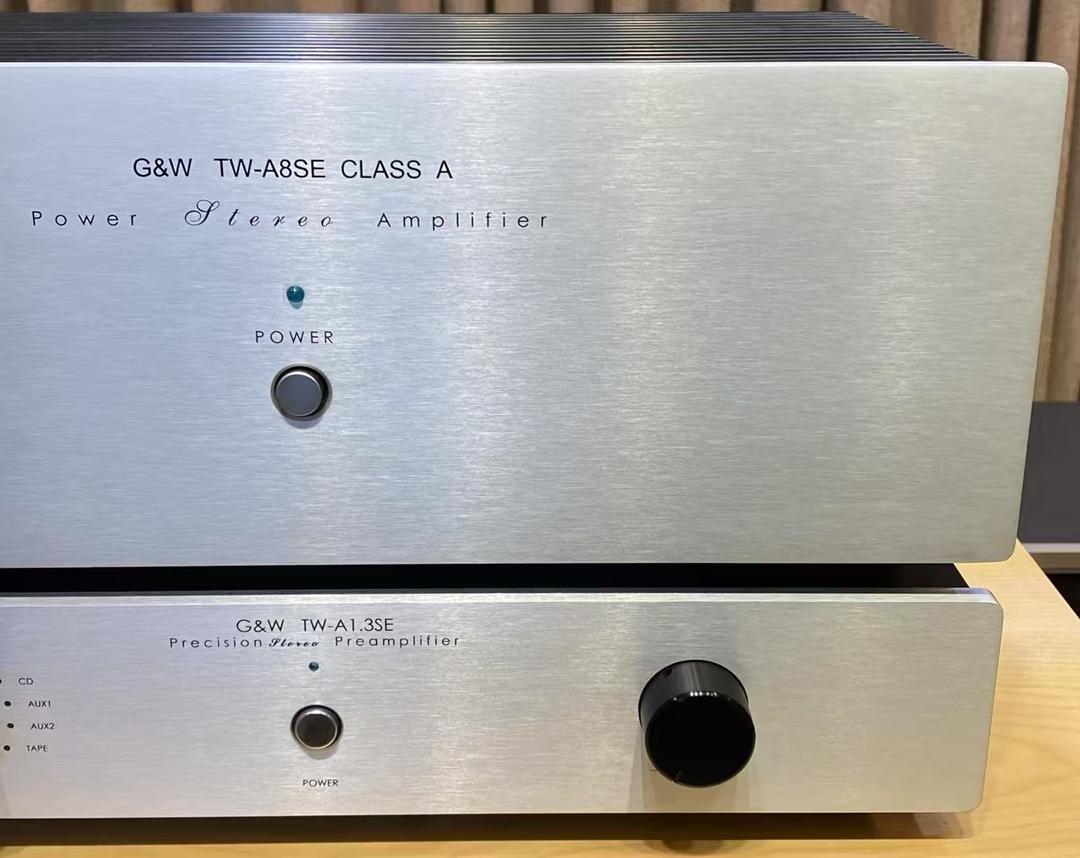 G&W TW-A8SE CLASS A
Power Stereo Amplifier
POWER
G&W TW-A1.3SE
Precision Stereo Preamplifier
CD
AUX1
AUX2
TAPE
POWER